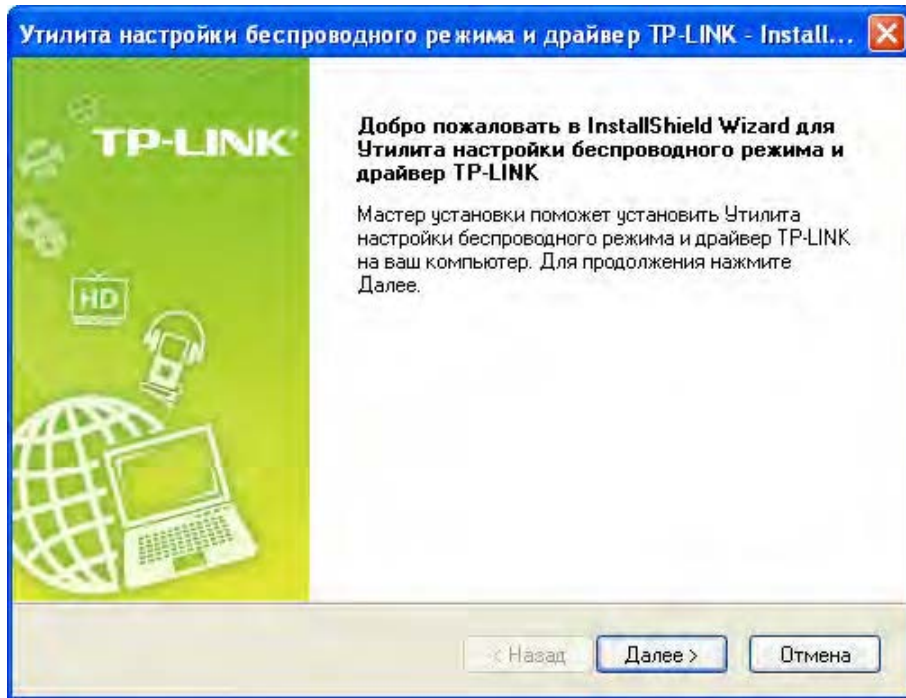 Утилита настройки беспроводного режима и драйвер TP-LINK - Install...
TP-LINK
Добро пожаловать в InstallShield Wizard для
Утилита настройки беспроводного режима и
драйвер TP-LINK
Мастер установки поможет установить Утилита
настройки беспроводного режима и драйвер TP-LINK
на ваш компьютер. Для продолжения нажмите
Далее.
HD
< Назад
Далее >
Отмена